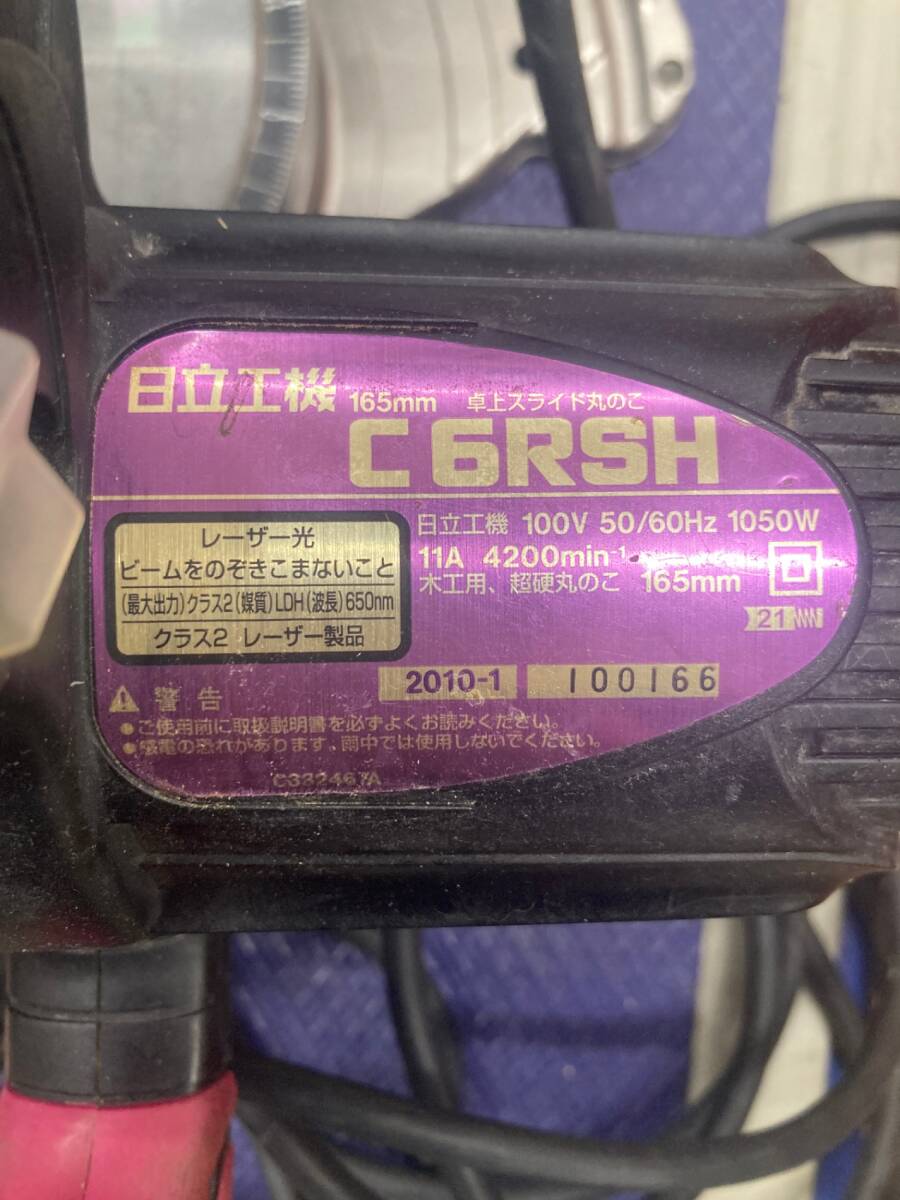 日立工機 165mm 卓上スライド丸のこ
C6RSH
日立工機 100V 50/60Hz 1050W
11A 4200min⁻¹
木工用、超硬丸のこ 165mm
21
レーザー光
ビームをのぞきこまないこと
(最大出力)クラス2(媒質)LDH(波長)650nm
クラス2 レーザー製品
2010-1 100166
警告
●ご使用前に取扱説明書を必ずよくお読みください。
●感電の恐れがあります、雨中では使用しないでください。
C332467A